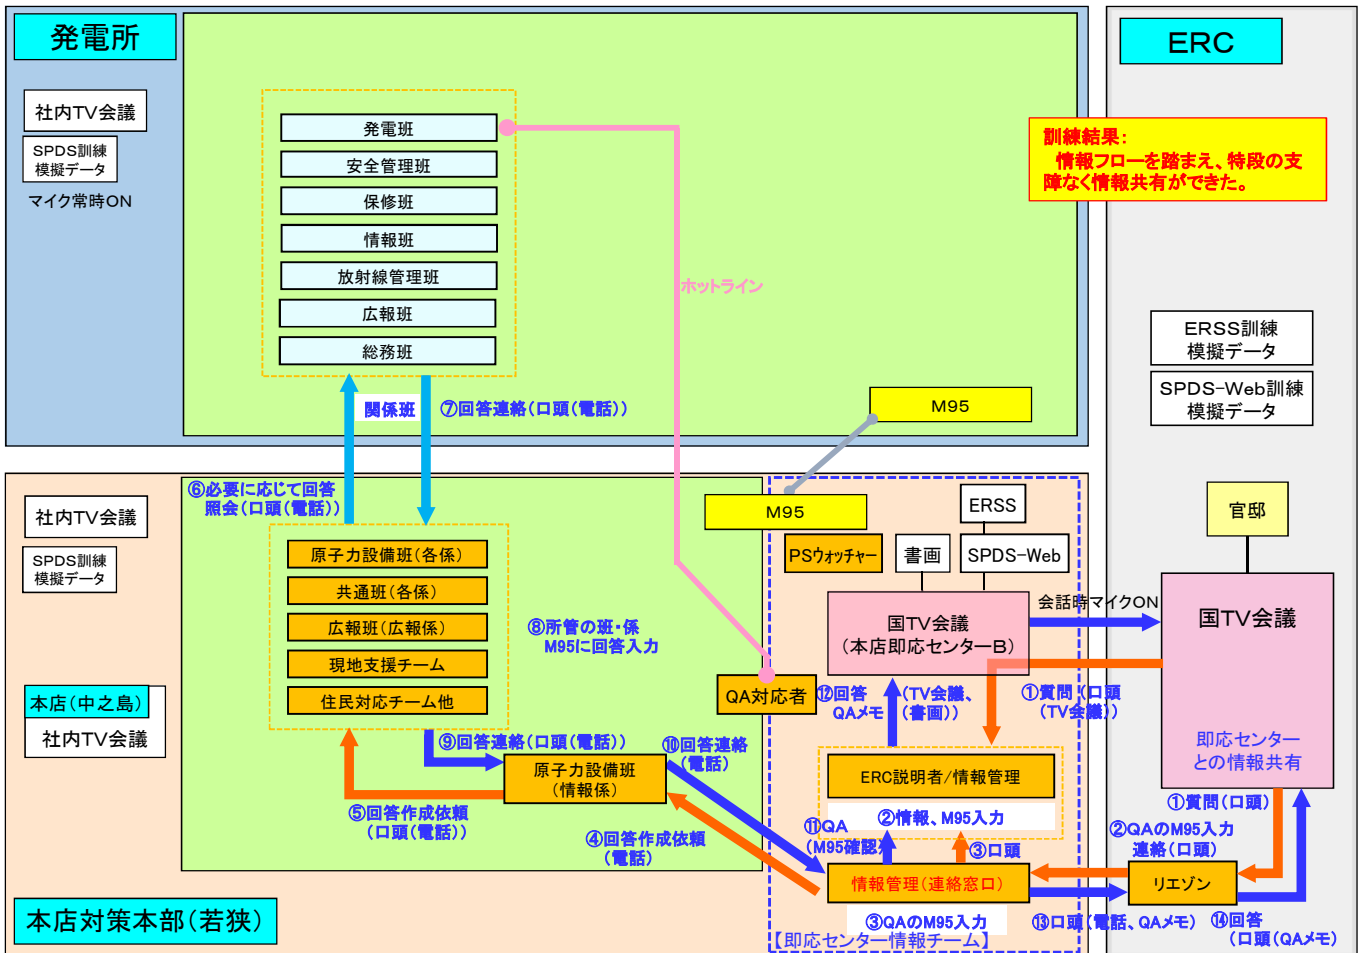 発電所
社内TV会議
SPDS訓練
模擬データ
マイク常時ON
発電班
安全管理班
保修班
情報班
放射線管理班
広報班
総務班
ホットライン
関係班
⑦回答連絡(口頭(電話))
M95
ERC
訓練結果:
情報フローを踏まえ、特段の支
障なく情報共有ができた。
ERSS訓練
模擬データ
SPDS-Web訓練
模擬データ
官邸
国TV会議
即応センター
との情報共有
社内TV会議
SPDS訓練
模擬データ
本店(中之島)
社内TV会議
本店対策本部(若狭)
⑥必要に応じて回答
照会(口頭(電話))
原子力設備班(各係)
共通班(各係)
広報班(広報係)
現地支援チーム
住民対応チーム他
⑧所管の班・係
M95に回答入力
⑨回答連絡(口頭(電話))
原子力設備班
(情報係)
⑤回答作成依頼
(口頭(電話))
⑩回答連絡
(電話)
④回答作成依頼
(電話)
M95
PSウォッチャー
書画
ERSS
SPDS-Web
国TV会議
(本店即応センターB)
会話時マイクON
QA対応者
⑫回答
QAメモ
(TV会議、
(書画))
①質問(口頭
(TV会議))
ERC説明者/情報管理
②情報、M95入力
⑪QA
(M95確認)
③口頭
情報管理(連絡窓口)
③QAのM95入力
【即応センター情報チーム】
①質問(口頭)
②QAのM95入力
連絡(口頭)
リエゾン
⑬口頭(電話、QAメモ)
⑭回答
(口頭(QAメモ)